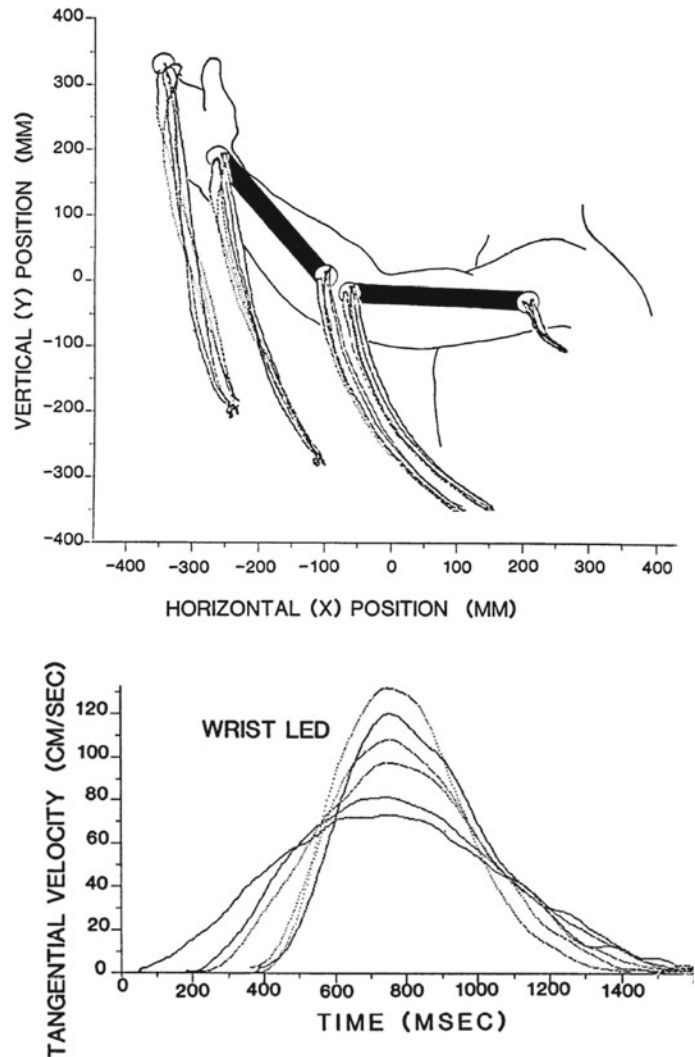 400
300
200
100
0
-100
-200
-300
-400
VERTICAL (Y) POSITION (MM)
-400 -300 -200 -100 0 100 200 300 400
HORIZONTAL (X) POSITION (MM)
WRIST LED
120
100
80
60
40
20
0
TANGENTIAL VELOCITY (CM/SEC)
0 200 400 600 800 1000 1200 1400
TIME (MSEC)